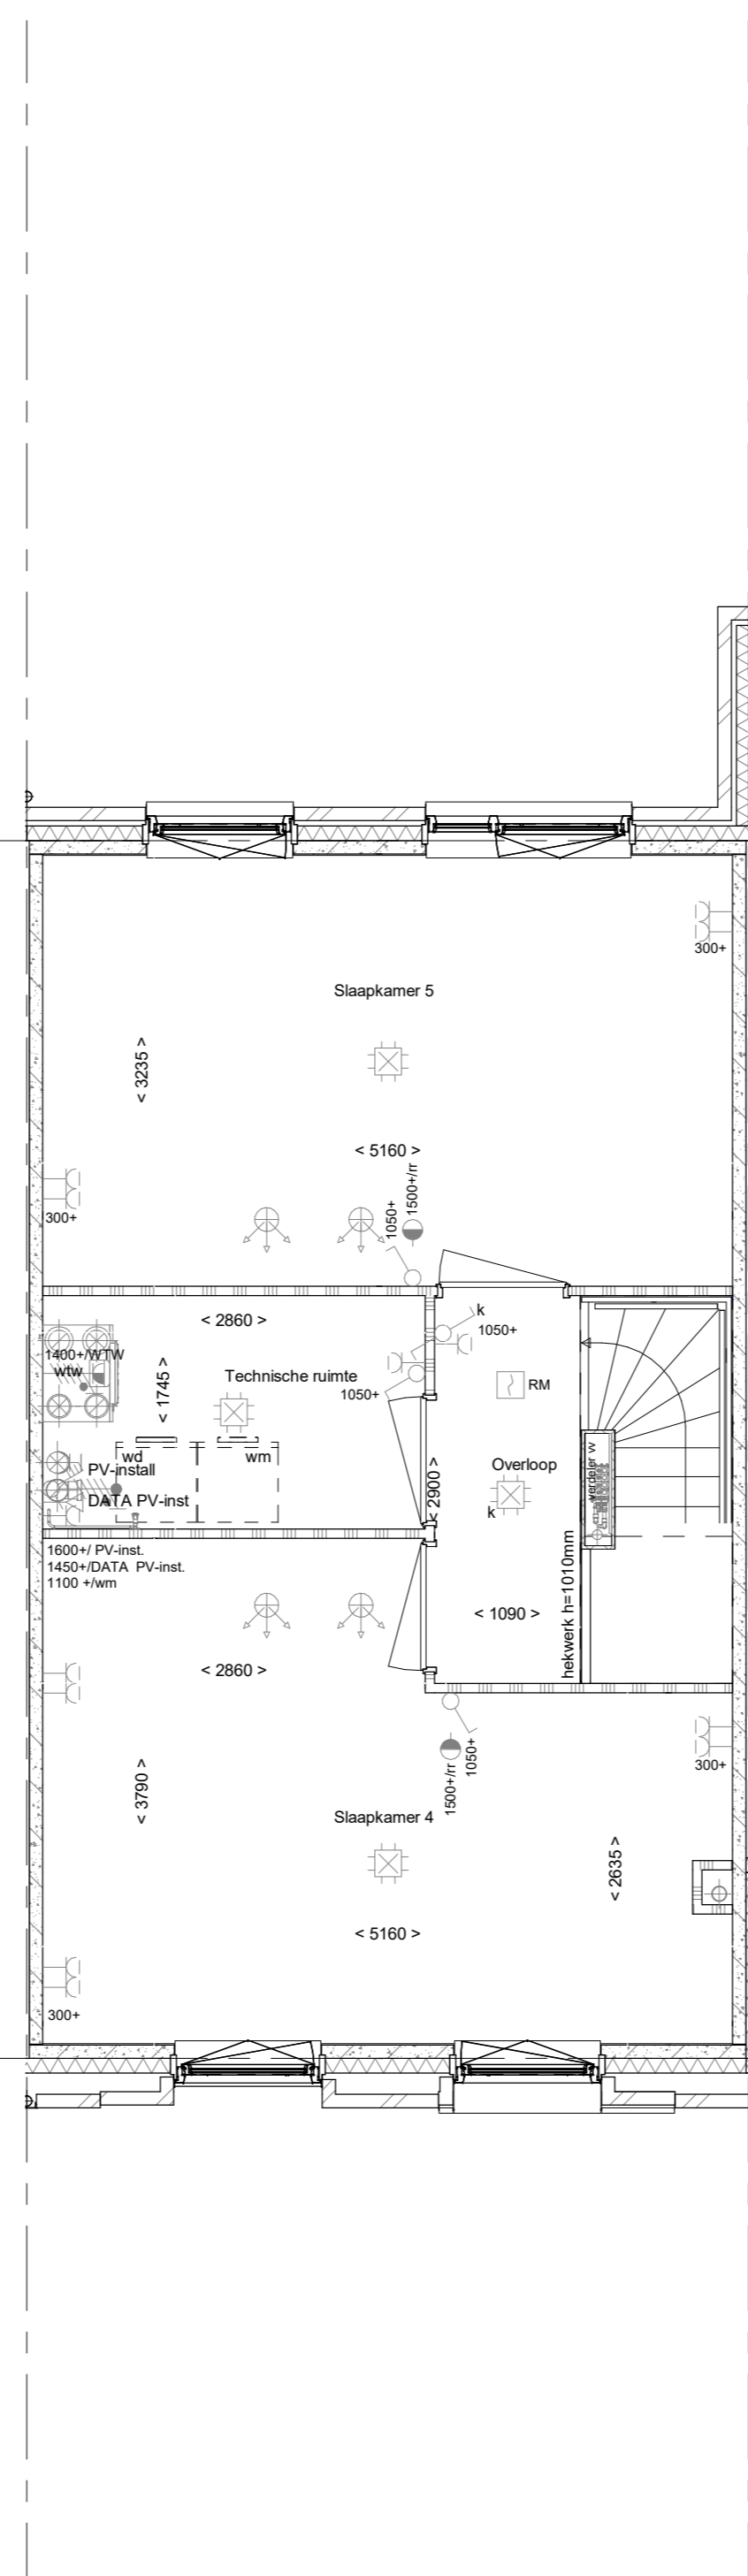 300+
Slaapkamer 5
< 3235 >
< 5160 >
1500+/rr
1050+
300+
< 2860 >
k
1050+
1400+/WTW
wtw
< 1745 >
Technische ruimte
1050+
RM
wd
wm
PV-install
DATA PV-inst
< 2900 >
Overloop
k
verdeler vv
1600+/ PV-inst.
1450+/DATA PV-inst.
1100 +/wm
hekwerk h=1010mm
< 1090 >
< 2860 >
1500+/rr
1050+
300+
< 3790 >
Slaapkamer 4
< 2635 >
< 5160 >
300+